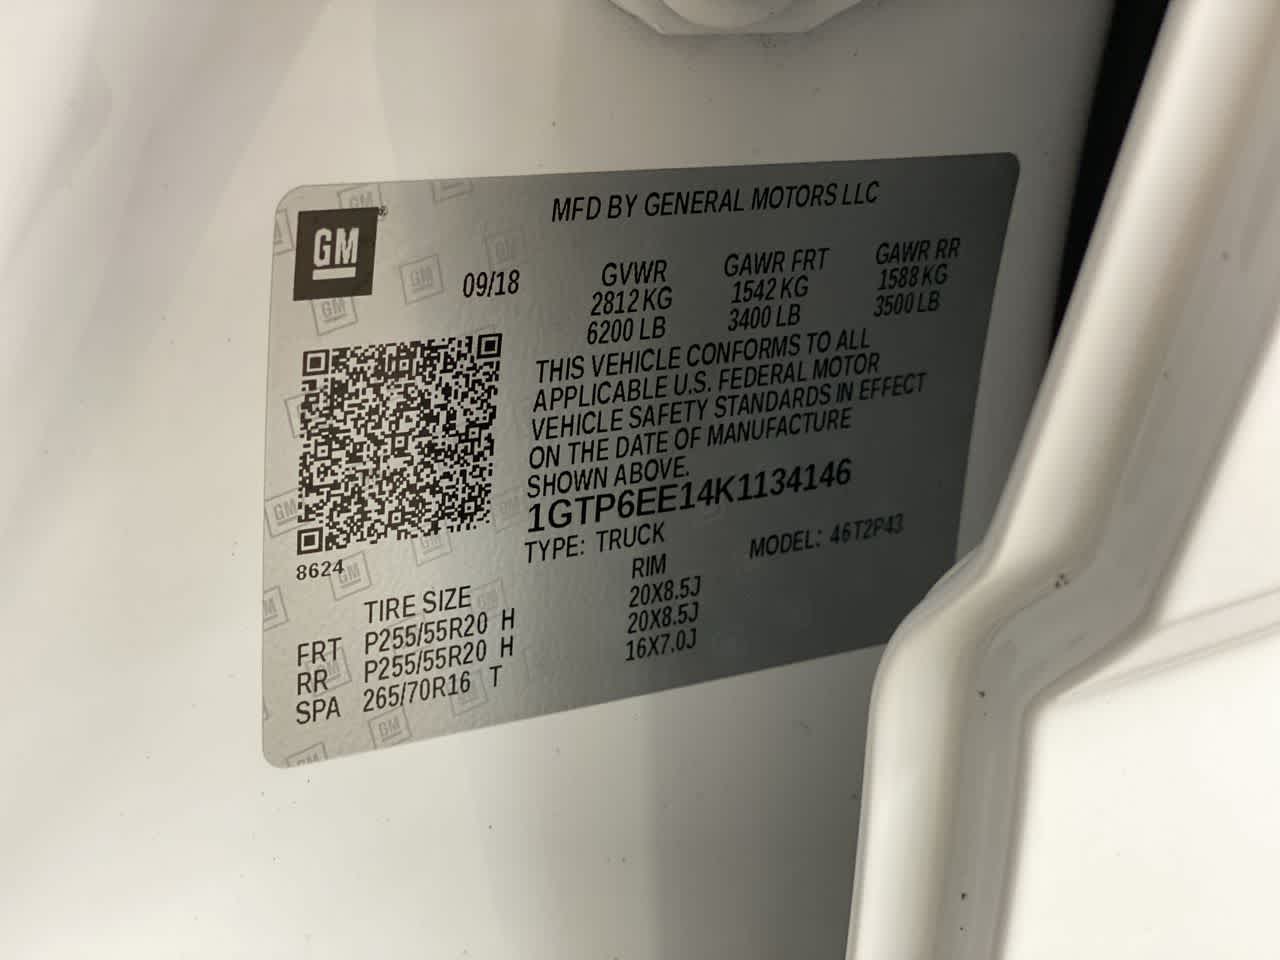 GM
MFD BY GENERAL MOTORS LLC
09/18
GVWR GAWR FRT GAWR RR
2812 KG 1542 KG 1588 KG
6200 LB 3400 LB 3500 LB
THIS VEHICLE CONFORMS TO ALL
APPLICABLE U.S. FEDERAL MOTOR
VEHICLE SAFETY STANDARDS IN EFFECT
ON THE DATE OF MANUFACTURE
SHOWN ABOVE.
1GTP6EE14K1134146
TYPE: TRUCK MODEL: 46T2P43
8624
TIRE SIZE RIM
FRT P255/55R20 H 20X8.5J
RR P255/55R20 H 20X8.5J
SPA 265/70R16 T 16X7.0J